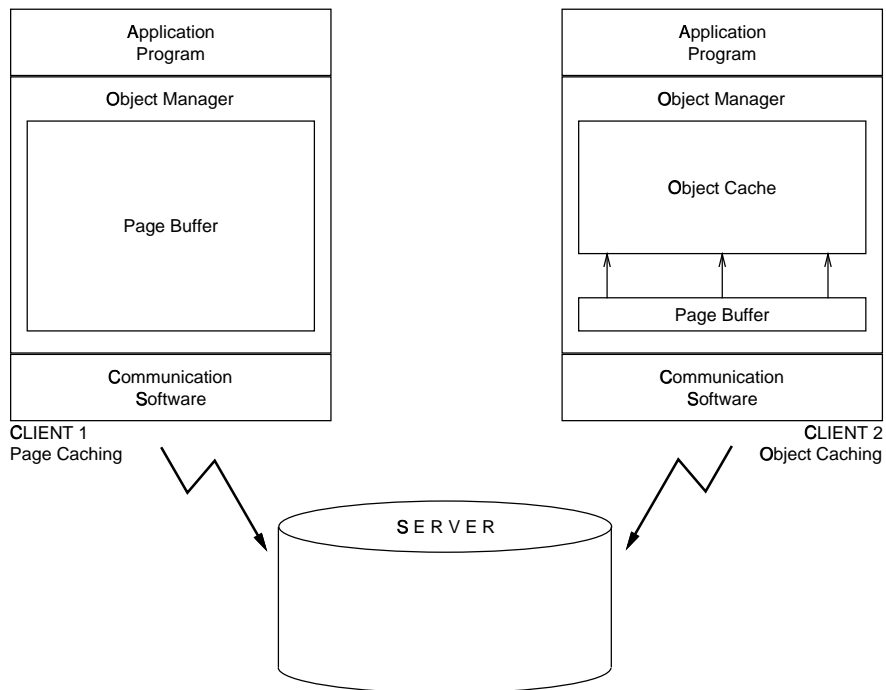 Application
Program
Object Manager
Page Buffer
Communication
Software
CLIENT 1
Page Caching
Application
Program
Object Manager
Object Cache
Page Buffer
Communication
Software
CLIENT 2
Object Caching
S E R V E R